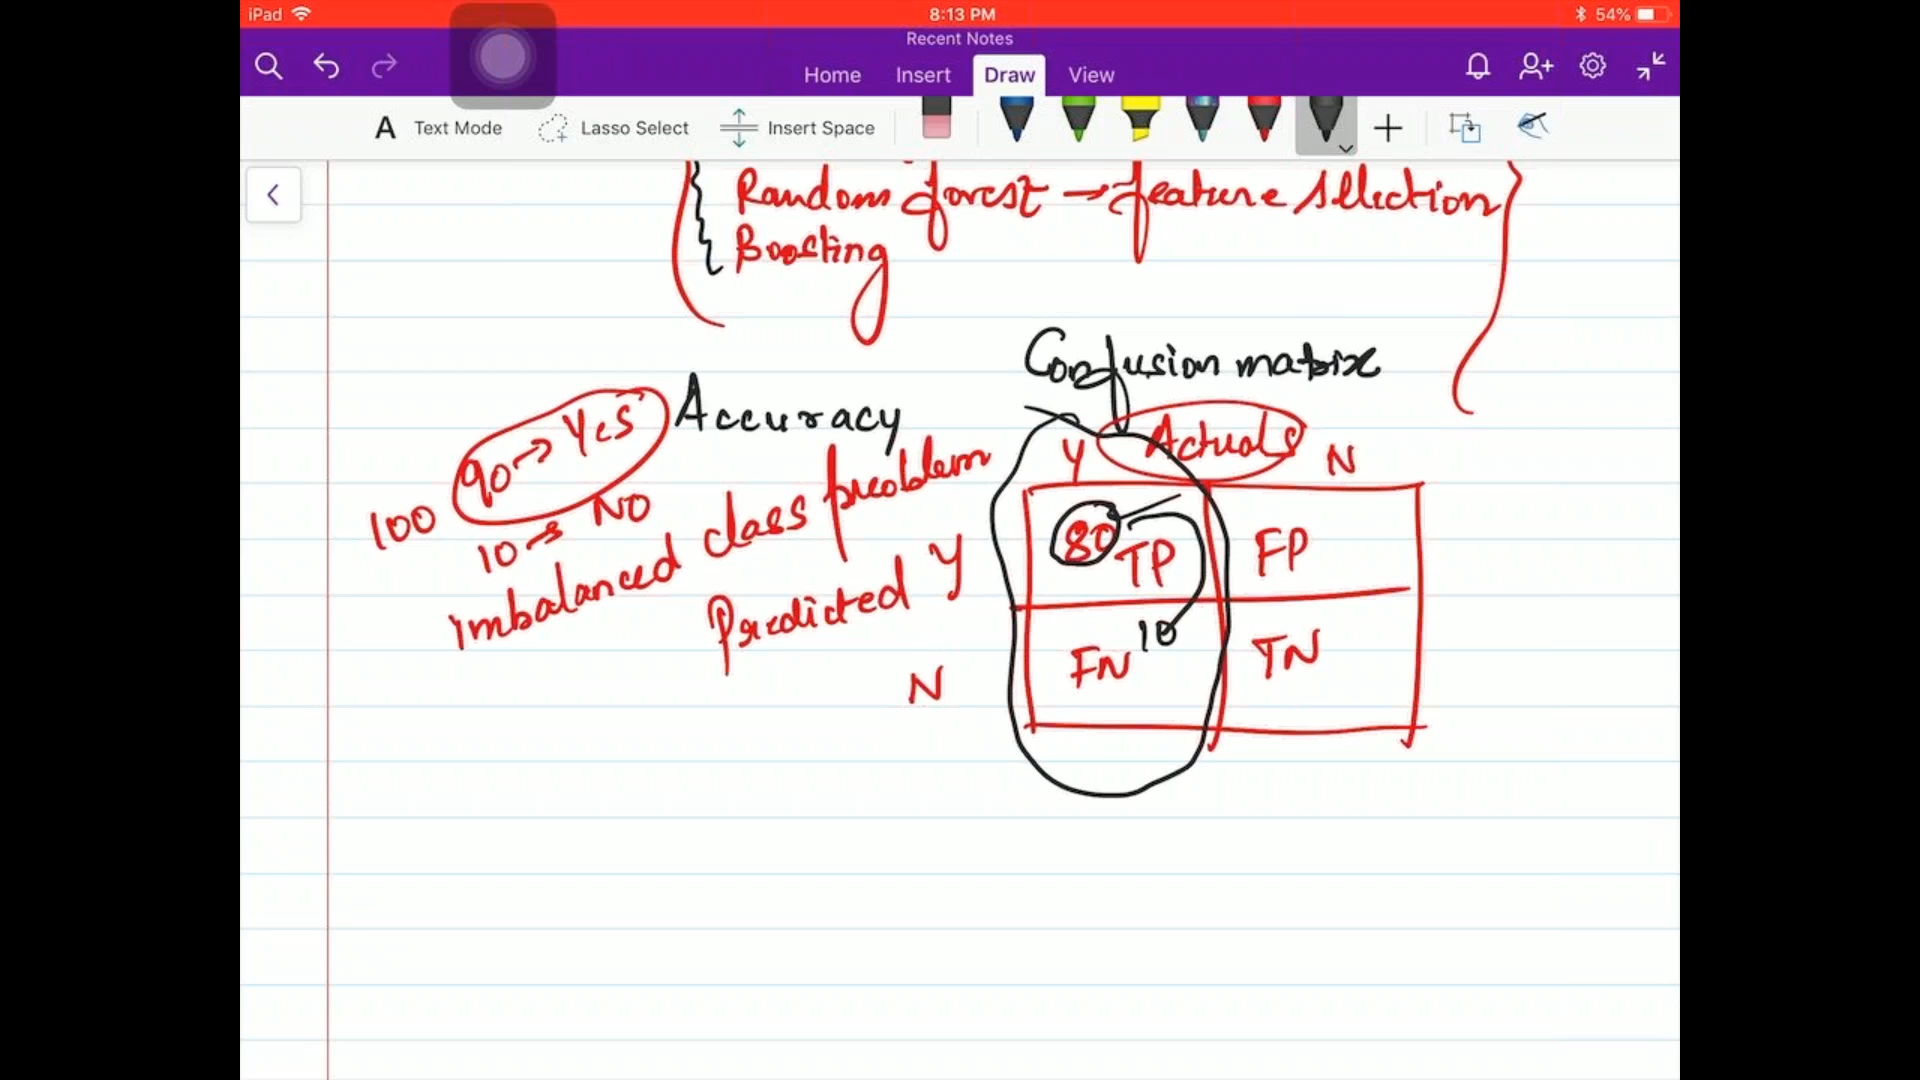 iPad 8:13 PM 54%
Recent Notes
Home Insert Draw View
A Text Mode Lasso Select Insert Space
Random forest → feature selection
Boosting
Confusion matrix
Accuracy
90 → Yes
100
10 → NO
imbalanced class problem
Actuals
Y N
Predicted Y
80 TP FP
N
FN 10 TN